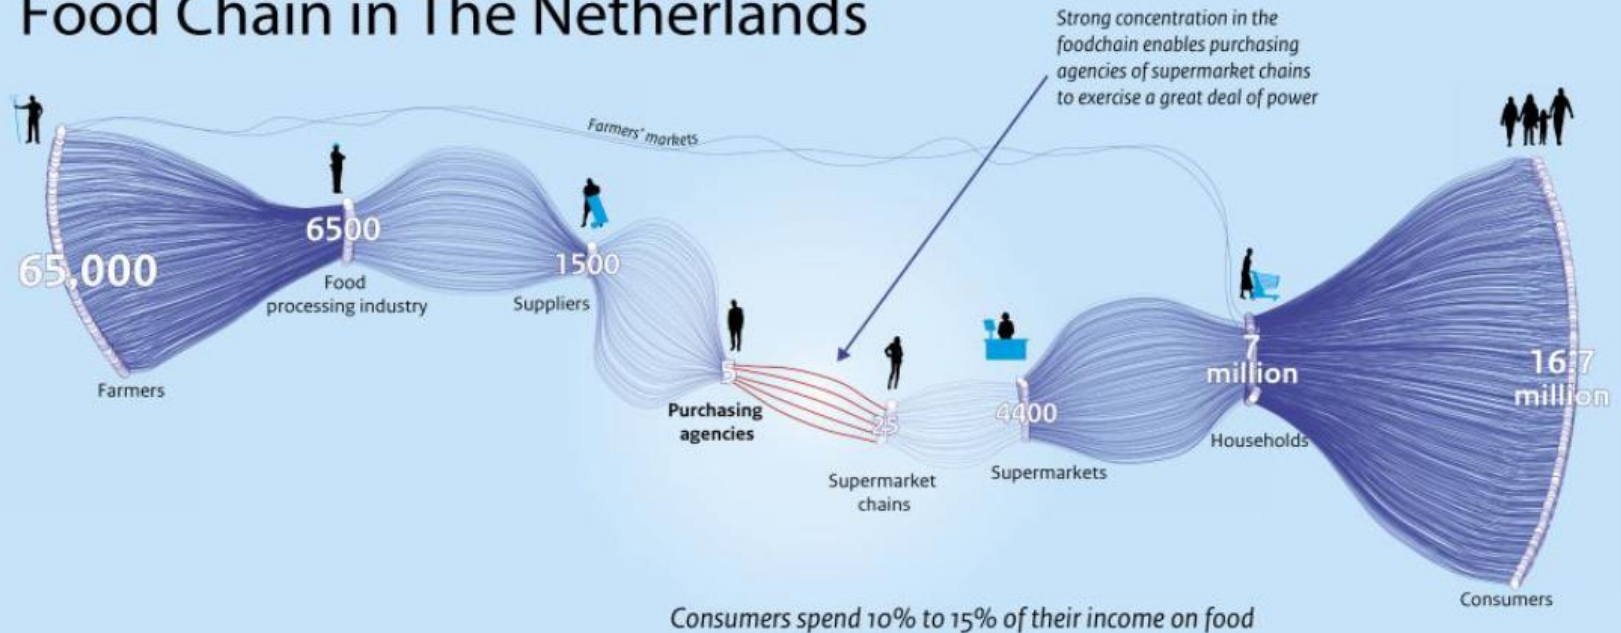 Food Chain in The Netherlands
Strong concentration in the
foodchain enables purchasing
agencies of supermarket chains
to exercise a great deal of power
Farmers' markets
65,000
Farmers
6500
Food
processing industry
1500
Suppliers
5
Purchasing
agencies
25
Supermarket
chains
4400
Supermarkets
7
million
Households
16.7
million
Consumers
Consumers spend 10% to 15% of their income on food